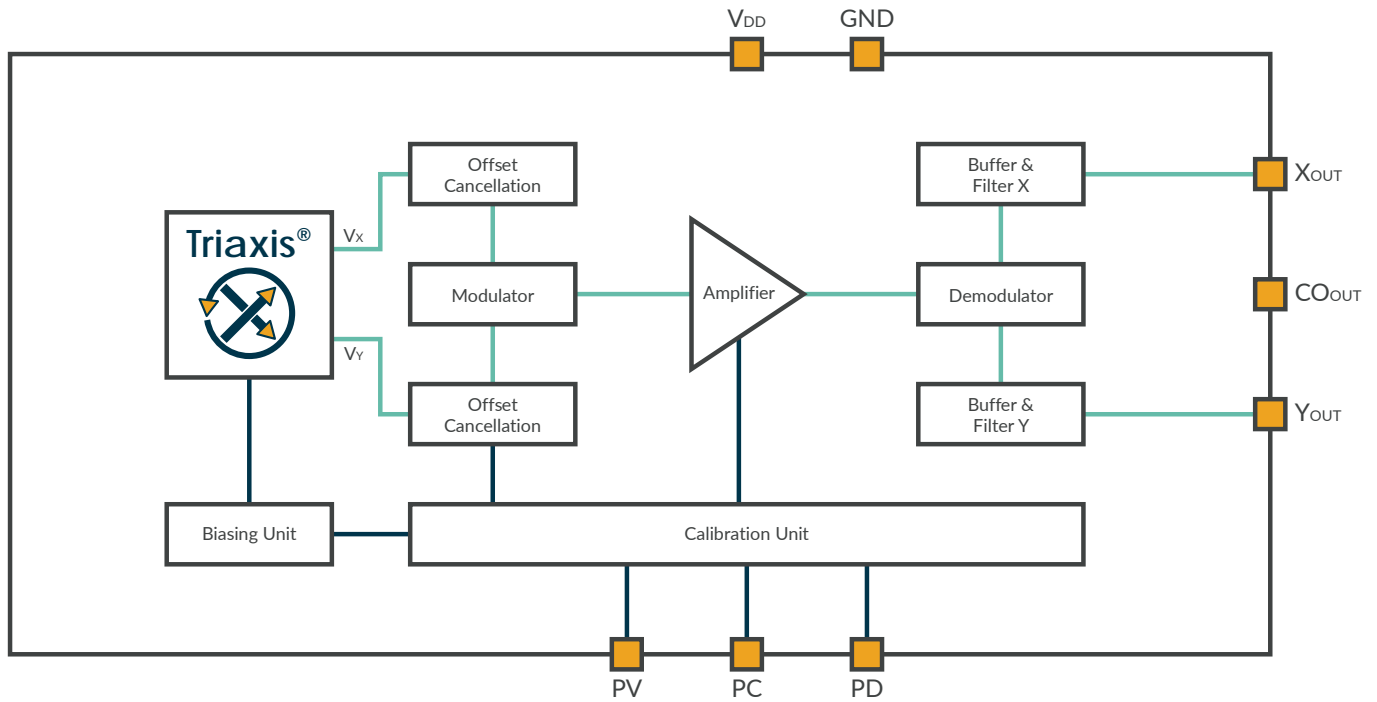 VDD
GND
Offset
Cancellation
Buffer &
Filter X
XOUT
Triaxis®
VX
Modulator
Amplifier
Demodulator
COOUT
VY
Offset
Cancellation
Buffer &
Filter Y
YOUT
Biasing Unit
Calibration Unit
PV
PC
PD